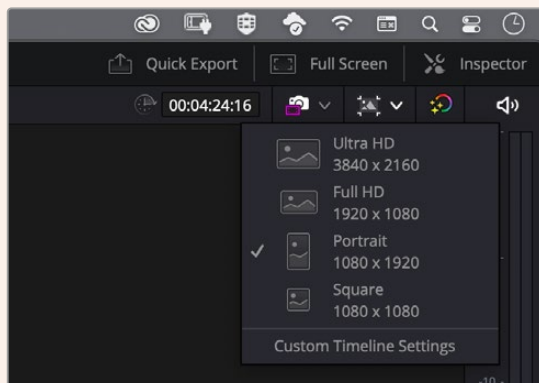 Quick Export
Full Screen
Inspector
00:04:24:16
Ultra HD
3840 x 2160
Full HD
1920 x 1080
Portrait
1080 x 1920
Square
1080 x 1080
Custom Timeline Settings
-10